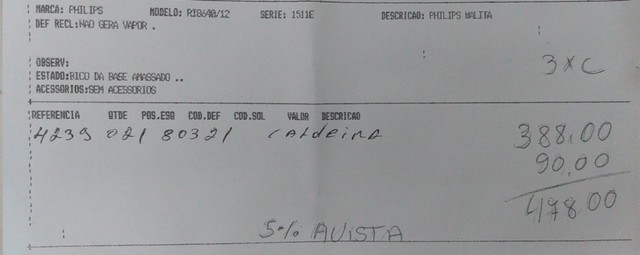 MARCA: PHILIPS MODELO: RI8640/12 SERIE: 1511E DESCRICAO: PHILIPS WALITA
DEF RECL:NAO GERA VAPOR .
OBSERV: 3 x C
ESTADO:BICO DA BASE AMASSADO ..
ACESSORIOS:SEM ACESSORIOS
REFERENCIA QTDE POS.ESQ COD.DEF COD.SOL VALOR DESCRICAO
4239 021 80321 CALDEIRA 388,00
90,00
478.00
5% AVISTA